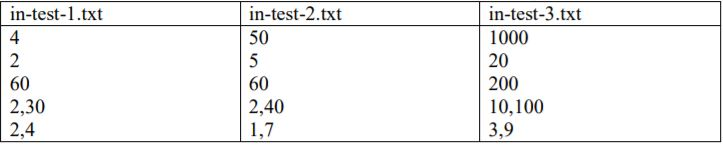 in-test-1.txt in-test-2.txt in-test-3.txt
4 50 1000
2 5 20
60 60 200
2,30 2,40 10,100
2,4 1,7 3,9